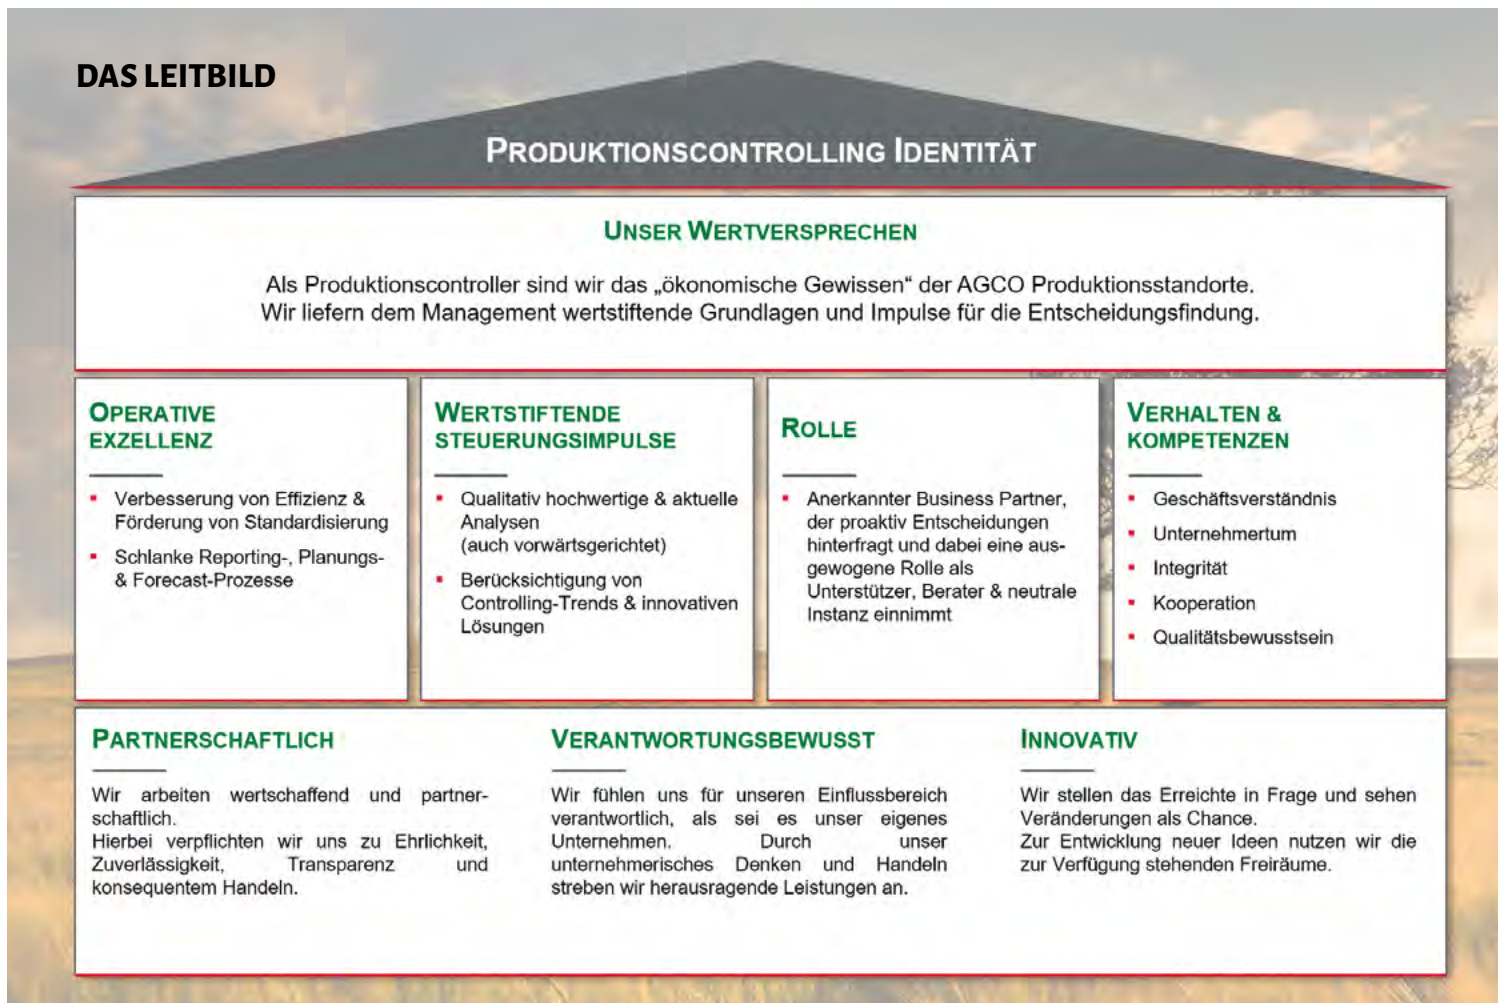 DAS LEITBILD
PRODUKTIONSCONTROLLING IDENTITÄT
UNSER WERTVERSPRECHEN
Als Produktionscontroller sind wir das „ökonomische Gewissen“ der AGCO Produktionsstandorte.
Wir liefern dem Management wertstiftende Grundlagen und Impulse für die Entscheidungsfindung.
OPERATIVE
EXZELLENZ
▪ Verbesserung von Effizienz &
Förderung von Standardisierung
▪ Schlanke Reporting-, Planungs-
& Forecast-Prozesse
WERTSTIFTENDE
STEUERUNGSIMPULSE
▪ Qualitativ hochwertige & aktuelle
Analysen
(auch vorwärtsgerichtet)
▪ Berücksichtigung von
Controlling-Trends & innovativen
Lösungen
ROLLE
▪ Anerkannter Business Partner,
der proaktiv Entscheidungen
hinterfragt und dabei eine aus-
gewogene Rolle als
Unterstützer, Berater & neutrale
Instanz einnimmt
VERHALTEN &
KOMPETENZEN
▪ Geschäftsverständnis
▪ Unternehmertum
▪ Integrität
▪ Kooperation
▪ Qualitätsbewusstsein
PARTNERSCHAFTLICH
Wir arbeiten wertschaffend und partner-
schaftlich.
Hierbei verpflichten wir uns zu Ehrlichkeit,
Zuverlässigkeit, Transparenz und
konsequentem Handeln.
VERANTWORTUNGSBEWUSST
Wir fühlen uns für unseren Einflussbereich
verantwortlich, als sei es unser eigenes
Unternehmen. Durch unser
unternehmerisches Denken und Handeln
streben wir herausragende Leistungen an.
INNOVATIV
Wir stellen das Erreichte in Frage und sehen
Veränderungen als Chance.
Zur Entwicklung neuer Ideen nutzen wir die
zur Verfügung stehenden Freiräume.